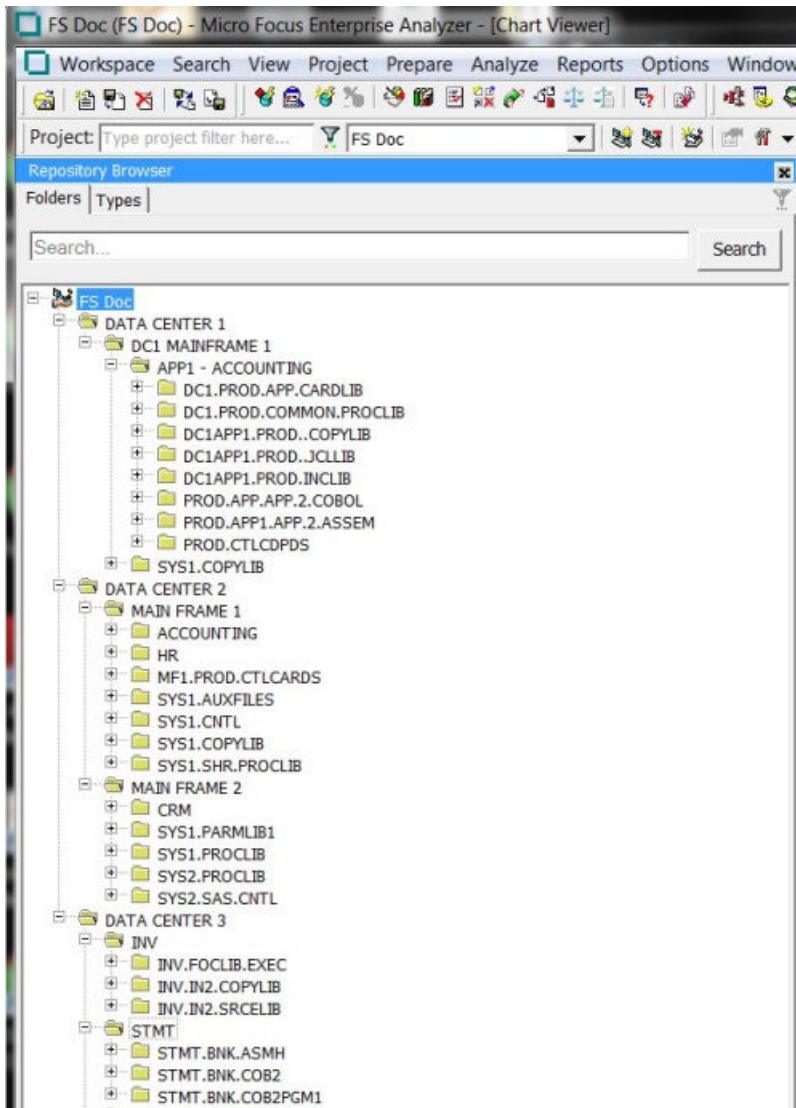 FS Doc (FS Doc) - Micro Focus Enterprise Analyzer - [Chart Viewer]
Workspace Search View Project Prepare Analyze Reports Options Window
Project: Type project filter here... FS Doc
Repository Browser
Folders Types
Search... Search
FS Doc
DATA CENTER 1
DC1 MAINFRAME 1
APP1 - ACCOUNTING
DC1.PROD.APP.CARDLIB
DC1.PROD.COMMON.PROCLIB
DC1APP1.PROD..COPYLIB
DC1APP1.PROD..JCLLIB
DC1APP1.PROD.INCLIB
PROD.APP.APP.2.COBOL
PROD.APP1.APP.2.ASSEM
PROD.CTLCDPDS
SYS1.COPYLIB
DATA CENTER 2
MAIN FRAME 1
ACCOUNTING
HR
MF1.PROD.CTLCARDS
SYS1.AUXFILES
SYS1.CNTL
SYS1.COPYLIB
SYS1.SHR.PROCLIB
MAIN FRAME 2
CRM
SYS1.PARMLIB1
SYS1.PROCLIB
SYS2.PROCLIB
SYS2.SAS.CNTL
DATA CENTER 3
INV
INV.FOCLIB.EXEC
INV.IN2.COPYLIB
INV.IN2.SRCELIB
STMT
STMT.BNK.ASMH
STMT.BNK.COB2
STMT.BNK.COB2PGM1